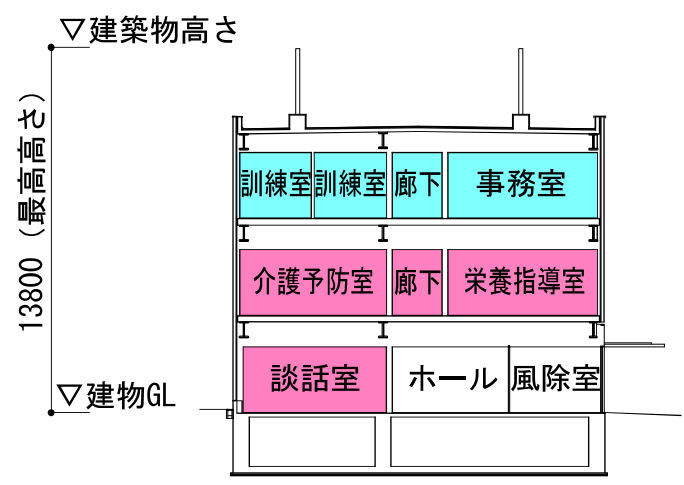 ▽建築物高さ
13800（最高高さ）
訓練室 訓練室 廊下 事務室
介護予防室 廊下 栄養指導室
談話室 ホール 風除室
▽建物GL